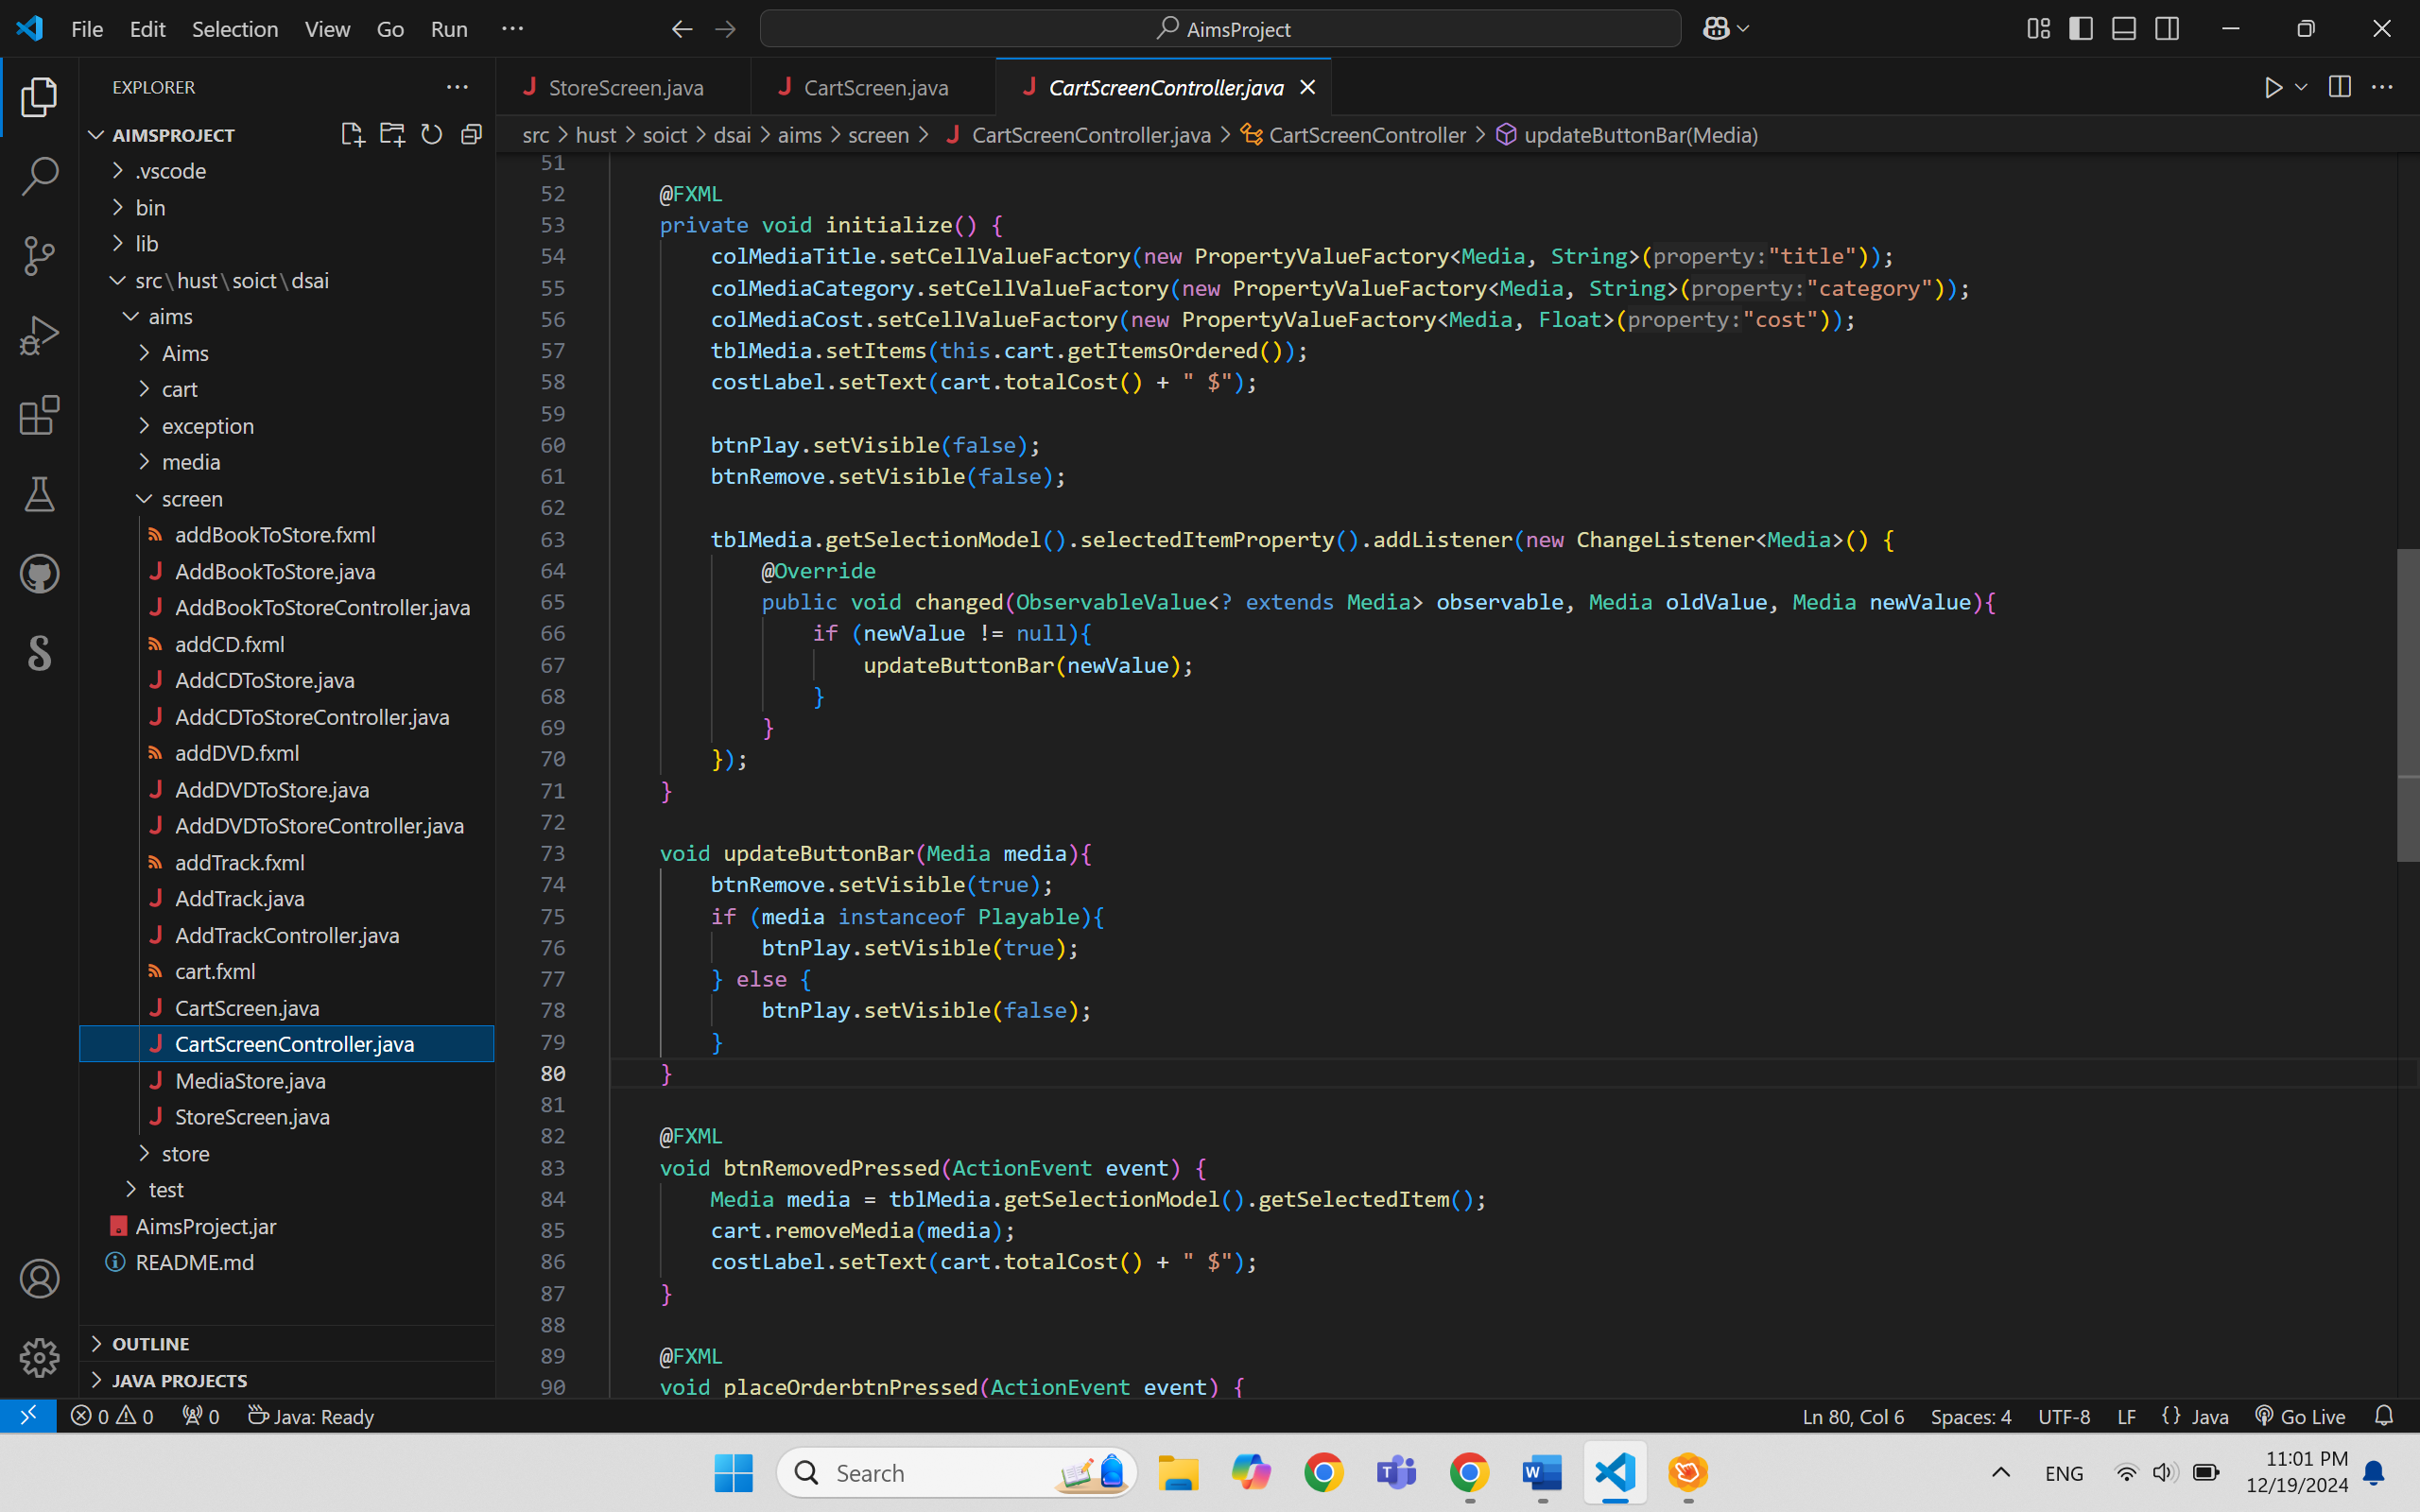 File Edit Selection View Go Run ··· AimsProject
EXPLORER ···
AIMSPROJECT
.vscode
bin
lib
src\hust\soict\dsai
aims
Aims
cart
exception
media
screen
addBookToStore.fxml
AddBookToStore.java
AddBookToStoreController.java
addCD.fxml
AddCDToStore.java
AddCDToStoreController.java
addDVD.fxml
AddDVDToStore.java
AddDVDToStoreController.java
addTrack.fxml
AddTrack.java
AddTrackController.java
cart.fxml
CartScreen.java
CartScreenController.java
MediaStore.java
StoreScreen.java
store
test
AimsProject.jar
README.md
OUTLINE
JAVA PROJECTS
StoreScreen.java CartScreen.java CartScreenController.java
src > hust > soict > dsai > aims > screen > CartScreenController.java > CartScreenController > updateButtonBar(Media)
51
52 @FXML
53 private void initialize() {
54 colMediaTitle.setCellValueFactory(new PropertyValueFactory<Media, String>(property:"title"));
55 colMediaCategory.setCellValueFactory(new PropertyValueFactory<Media, String>(property:"category"));
56 colMediaCost.setCellValueFactory(new PropertyValueFactory<Media, Float>(property:"cost"));
57 tblMedia.setItems(this.cart.getItemsOrdered());
58 costLabel.setText(cart.totalCost() + " $");
59
60 btnPlay.setVisible(false);
61 btnRemove.setVisible(false);
62
63 tblMedia.getSelectionModel().selectedItemProperty().addListener(new ChangeListener<Media>() {
64 @Override
65 public void changed(ObservableValue<? extends Media> observable, Media oldValue, Media newValue){
66 if (newValue != null){
67 updateButtonBar(newValue);
68 }
69 }
70 });
71 }
72
73 void updateButtonBar(Media media){
74 btnRemove.setVisible(true);
75 if (media instanceof Playable){
76 btnPlay.setVisible(true);
77 } else {
78 btnPlay.setVisible(false);
79 }
80 }
81
82 @FXML
83 void btnRemovedPressed(ActionEvent event) {
84 Media media = tblMedia.getSelectionModel().getSelectedItem();
85 cart.removeMedia(media);
86 costLabel.setText(cart.totalCost() + " $");
87 }
88
89 @FXML
90 void placeOrderbtnPressed(ActionEvent event) {
0 0 0 Java: Ready Ln 80, Col 6 Spaces: 4 UTF-8 LF {} Java Go Live
Search ENG 11:01 PM
12/19/2024